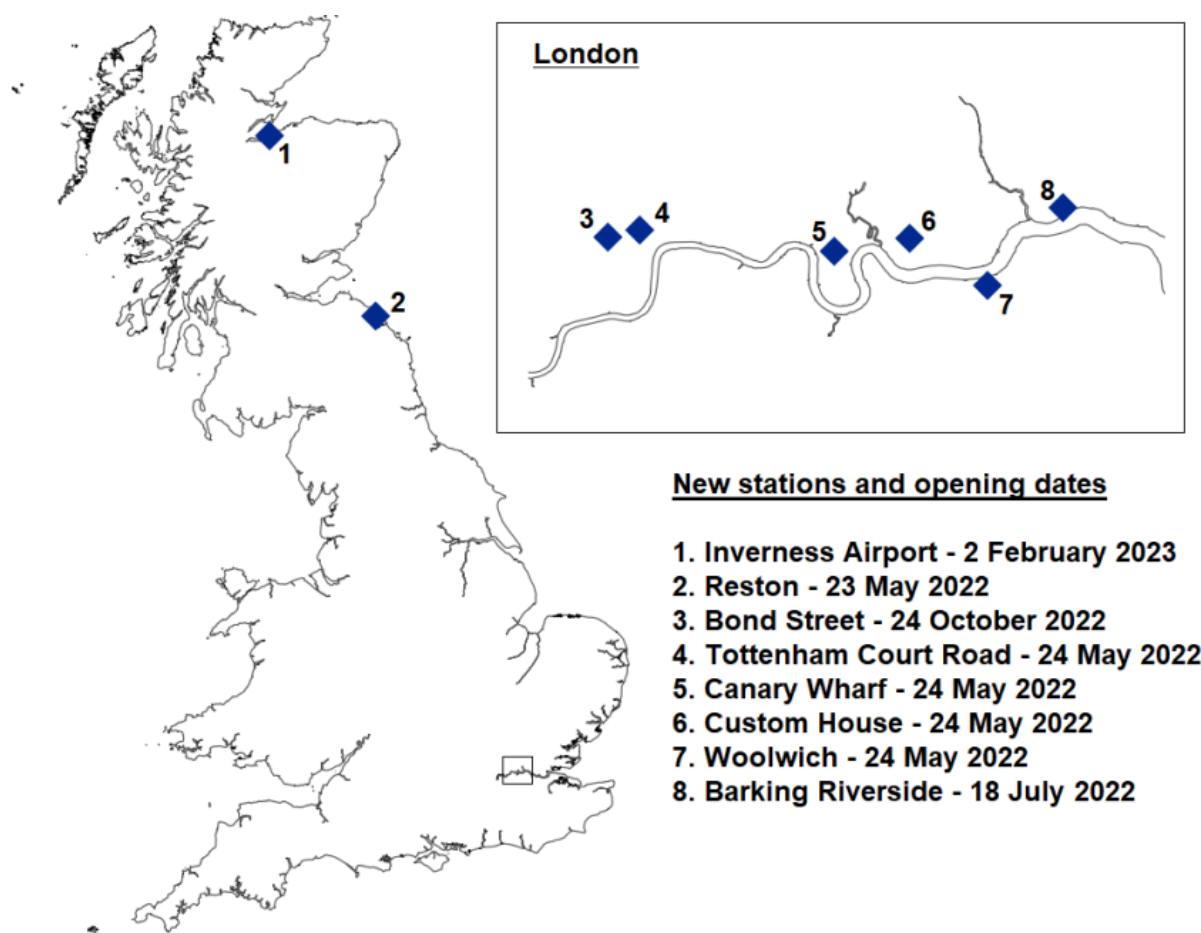 London
1
2
3
4
5
6
7
8
New stations and opening dates
1. Inverness Airport - 2 February 2023
2. Reston - 23 May 2022
3. Bond Street - 24 October 2022
4. Tottenham Court Road - 24 May 2022
5. Canary Wharf - 24 May 2022
6. Custom House - 24 May 2022
7. Woolwich - 24 May 2022
8. Barking Riverside - 18 July 2022